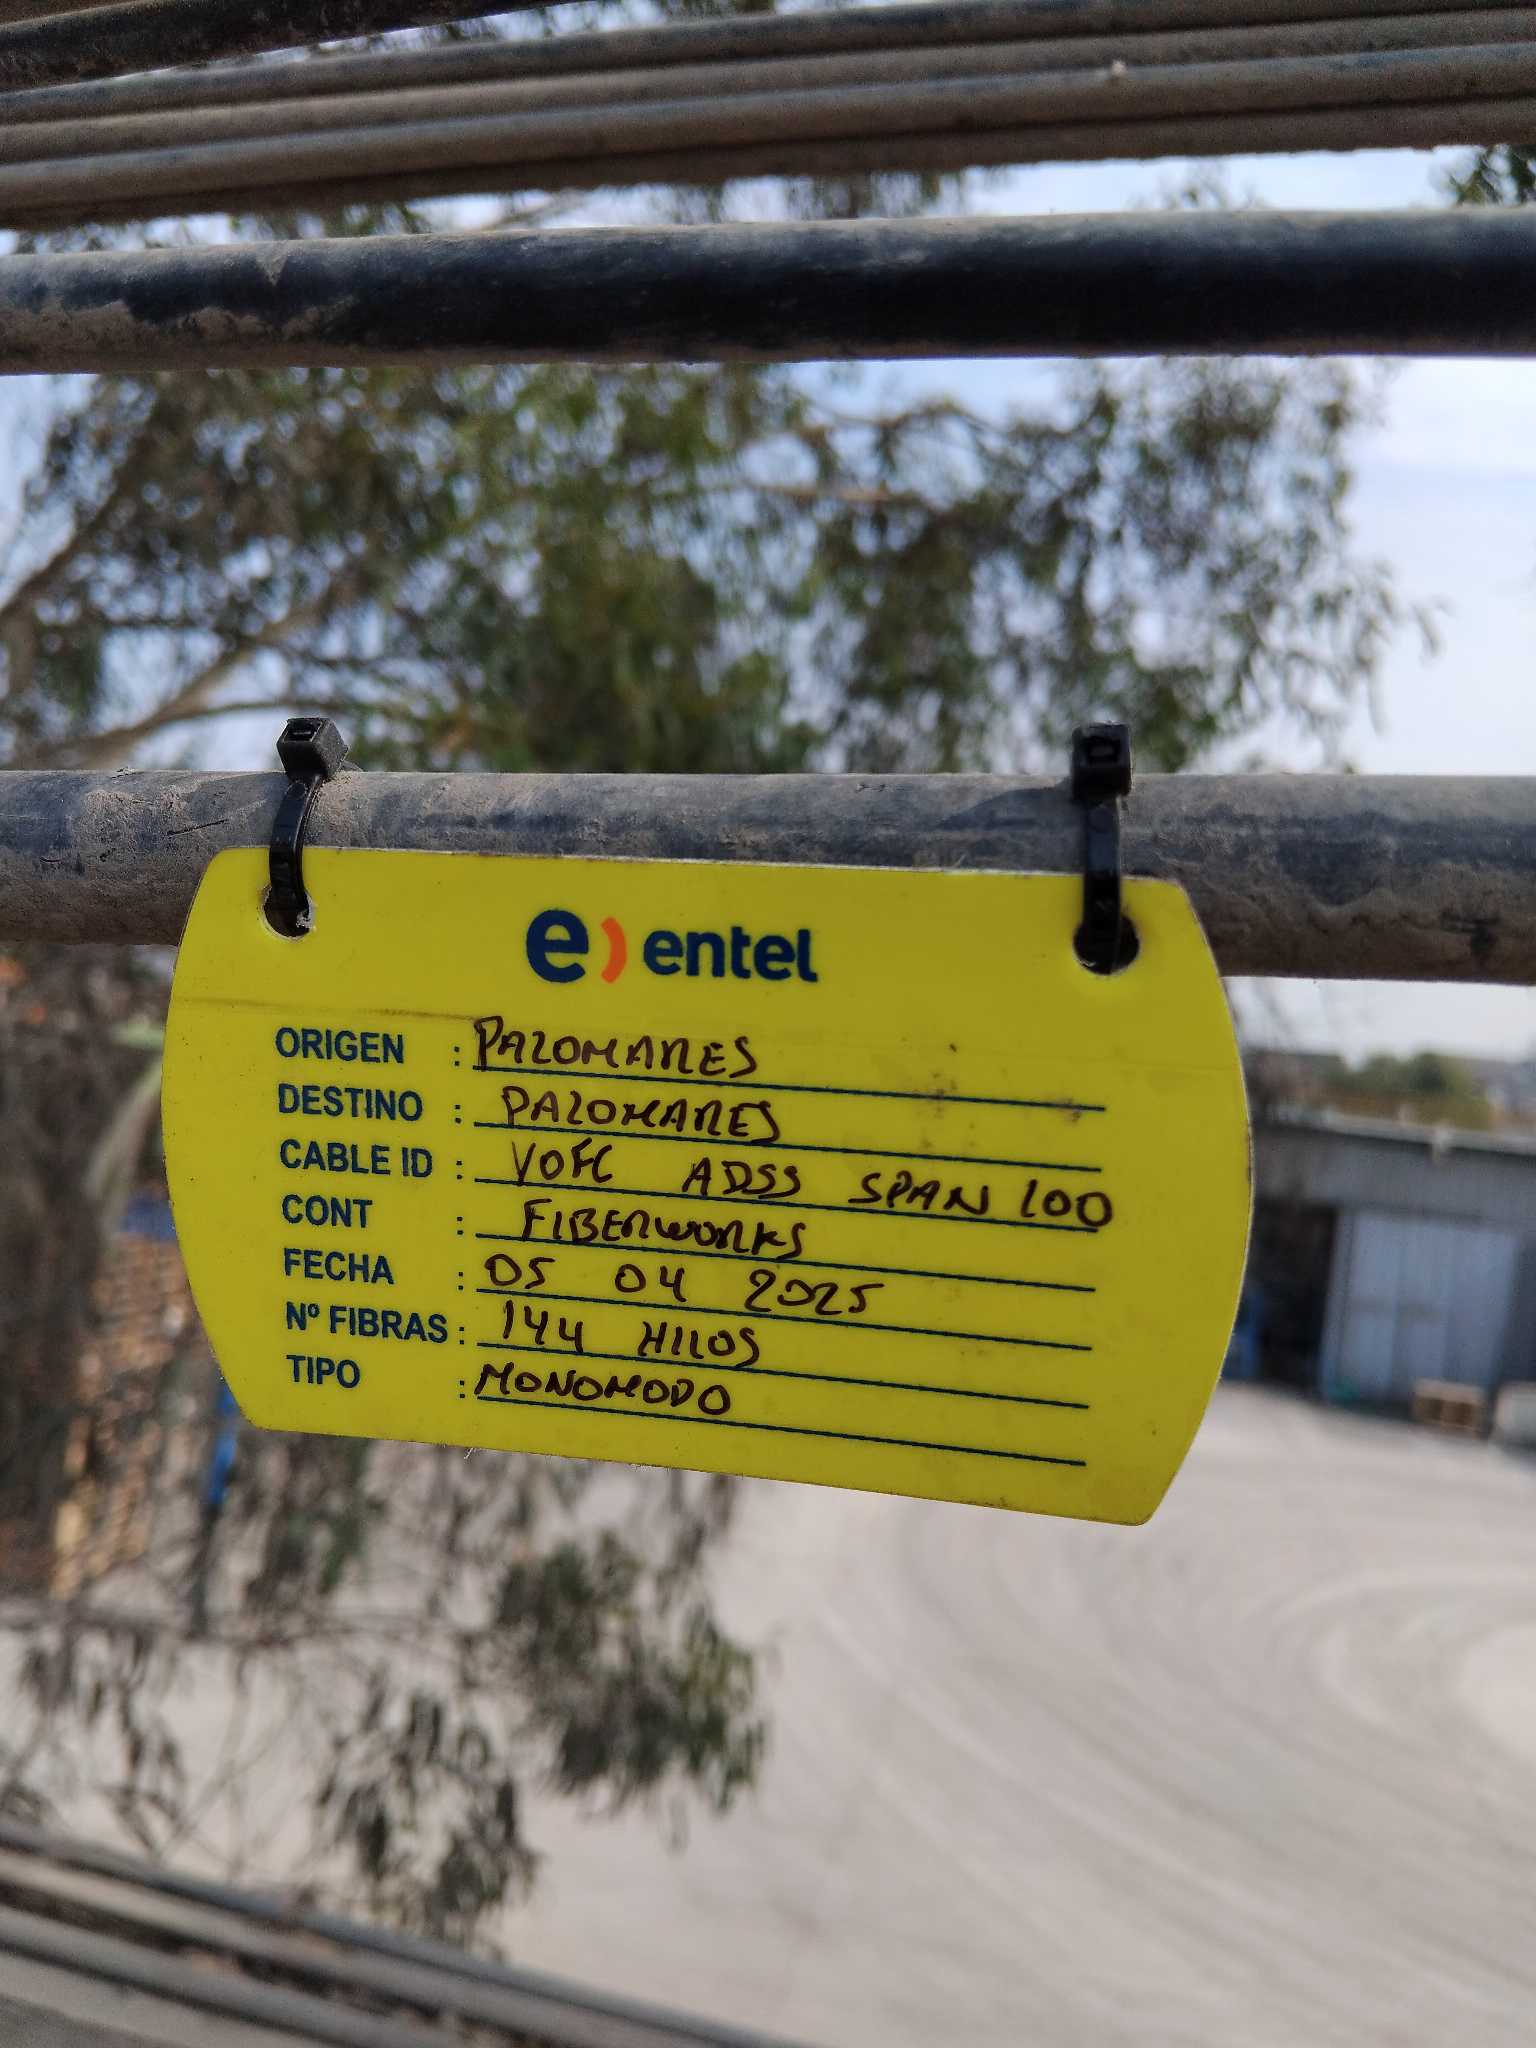 e) entel
ORIGEN : PALOMARES
DESTINO : PALOMARES
CABLE ID : YOFC ADSS SPAN 100
CONT : FIBERWORKS
FECHA : 05 04 2025
Nº FIBRAS : 144 HILOS
TIPO : MONOMODO